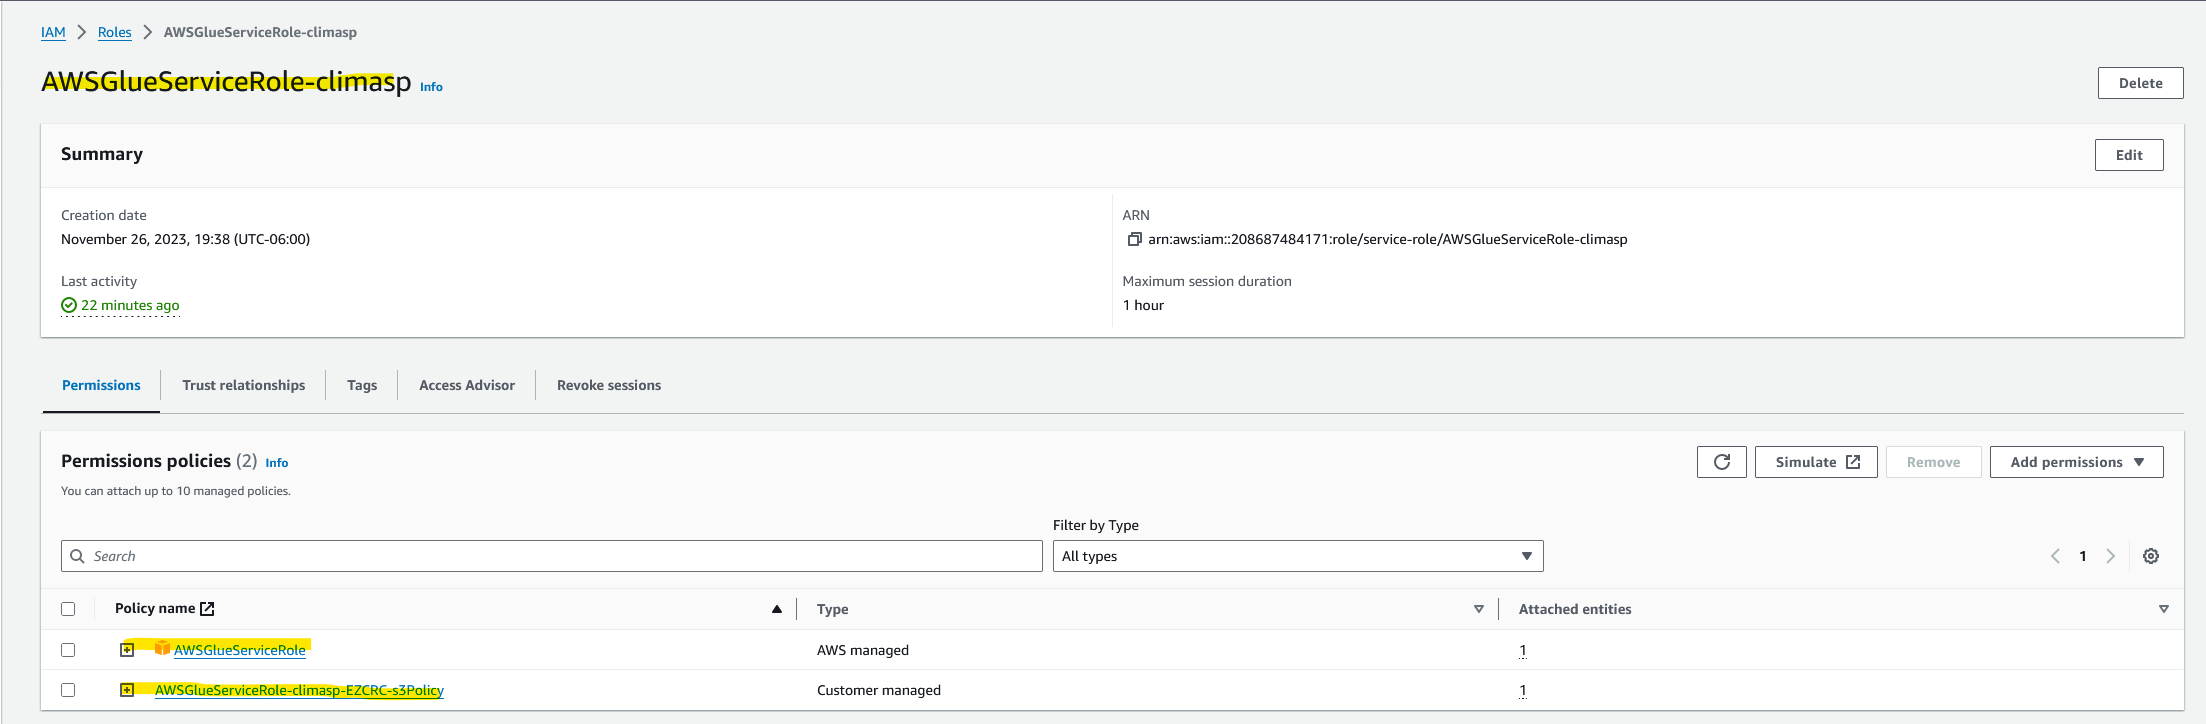 IAM > Roles > AWSGlueServiceRole-climasp
AWSGlueServiceRole-climasp Info
Delete
Summary
Edit
Creation date
November 26, 2023, 19:38 (UTC-06:00)
ARN
arn:aws:iam::208687484171:role/service-role/AWSGlueServiceRole-climasp
Last activity
22 minutes ago
Maximum session duration
1 hour
Permissions Trust relationships Tags Access Advisor Revoke sessions
Permissions policies (2) Info
Simulate Remove Add permissions
You can attach up to 10 managed policies.
Filter by Type
Search All types 1
Policy name Type Attached entities
AWSGlueServiceRole AWS managed 1
AWSGlueServiceRole-climasp-EZCRC-s3Policy Customer managed 1